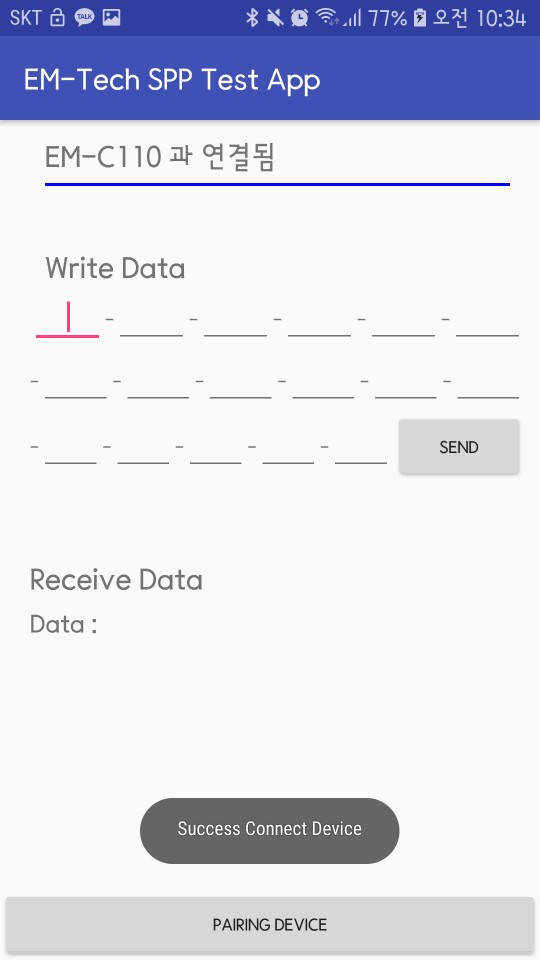 SKT TALK 77% 오전 10:34
EM-Tech SPP Test App
EM-C110 과 연결됨
Write Data
- - - - -
- - - - - -
- - - - - SEND
Receive Data
Data :
Success Connect Device
PAIRING DEVICE